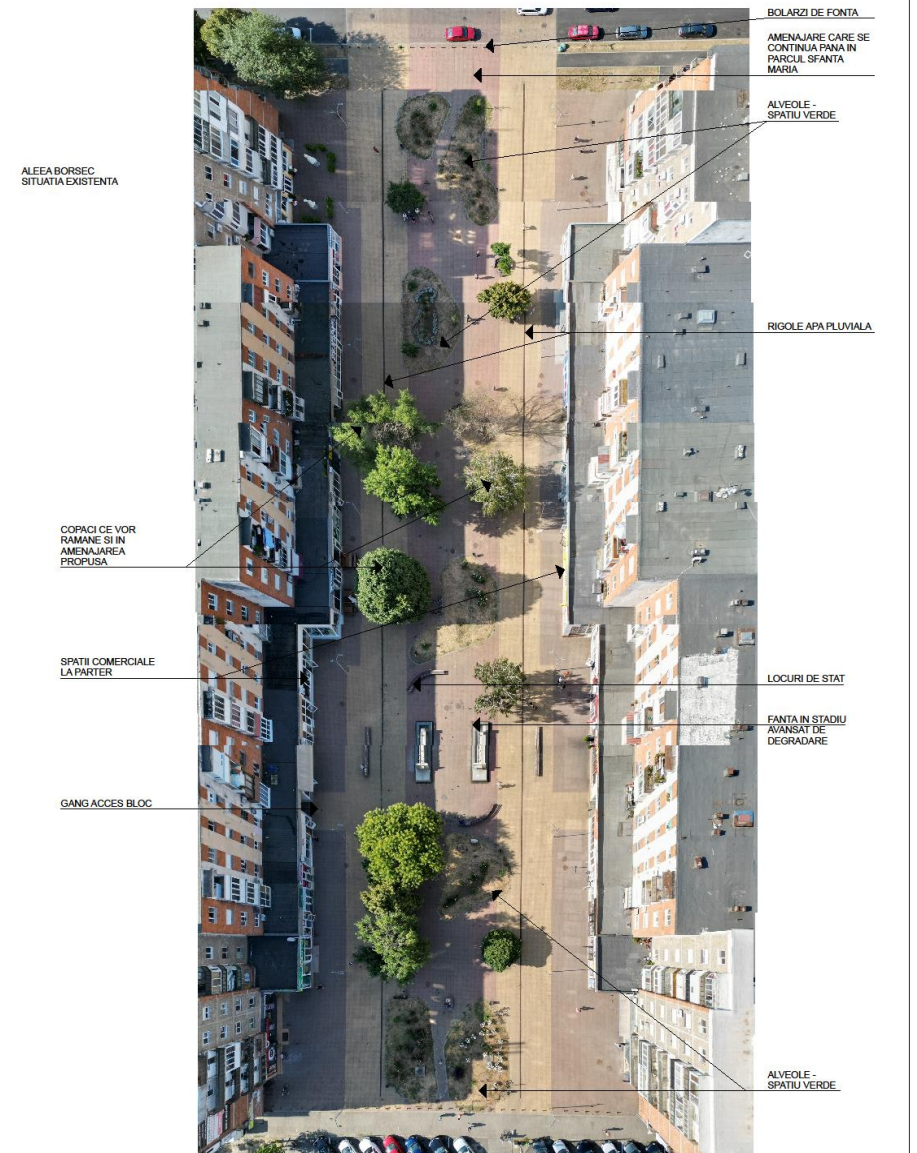 BOLARZI DE FONTA
AMENAJARE CARE SE
CONTINUA PANA IN
PARCUL SFANTA
MARIA
ALVEOLE -
SPATIU VERDE
ALEEA BORSEC
SITUATIA EXISTENTA
RIGOLE APA PLUVIALA
COPACI CE VOR
RAMANE SI IN
AMENAJAREA
PROPUSA
SPATII COMERCIALE
LA PARTER
LOCURI DE STAT
FANTA IN STADIU
AVANSAT DE
DEGRADARE
GANG ACCES BLOC
ALVEOLE -
SPATIU VERDE